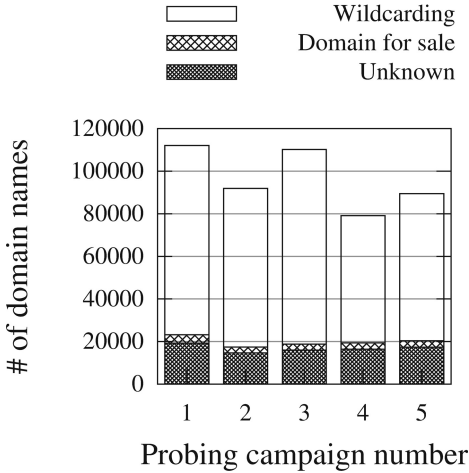 Wildcarding
Domain for sale
Unknown
# of domain names
120000
100000
80000
60000
40000
20000
0
1 2 3 4 5
Probing campaign number